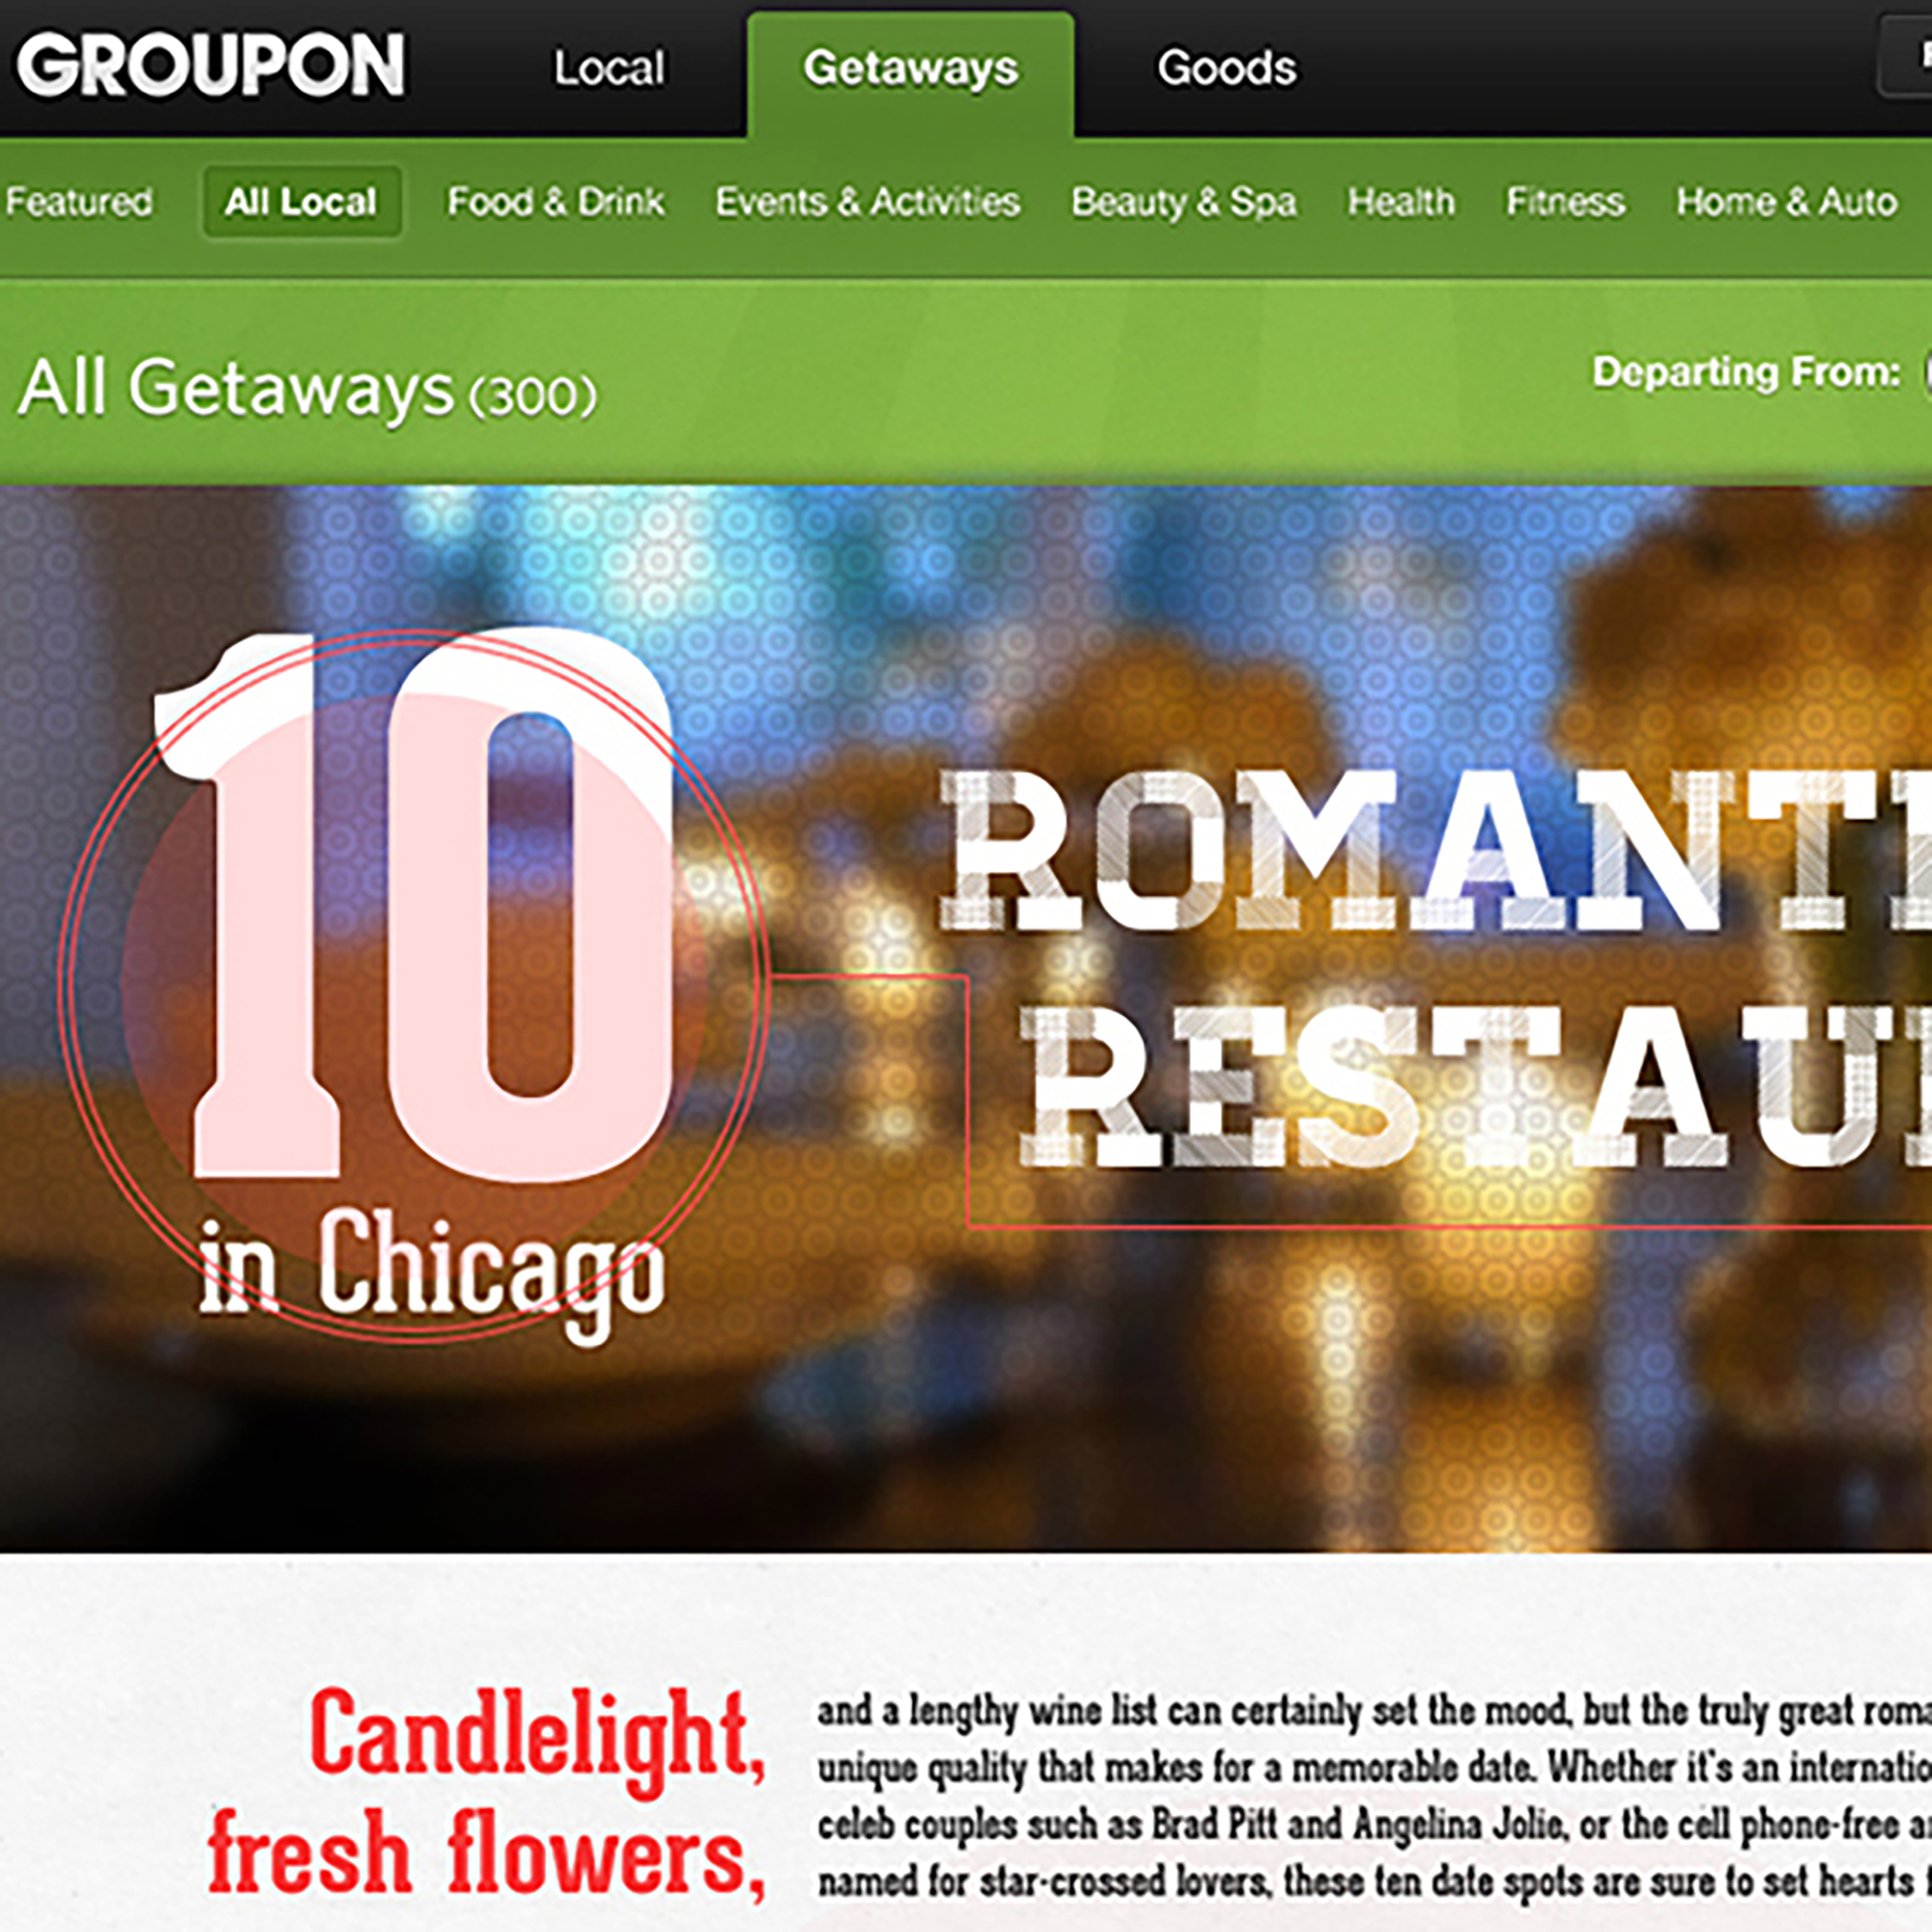 GROUPON Local Getaways Goods
Featured All Local Food & Drink Events & Activities Beauty & Spa Health Fitness Home & Auto
All Getaways (300)
Departing From:
10
in Chicago
ROMANTI
RESTAU
Candlelight,
fresh flowers,
and a lengthy wine list can certainly set the mood, but the truly great roma
unique quality that makes for a memorable date. Whether it's an internatio
celeb couples such as Brad Pitt and Angelina Jolie, or the cell phone-free a
named for star-crossed lovers, these ten date spots are sure to set hearts